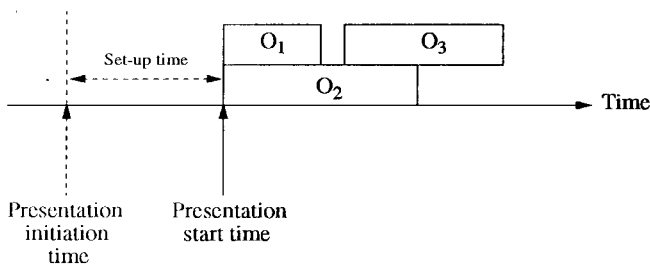 O1
O3
Set-up time
O2
Time
Presentation
initiation
time
Presentation
start time